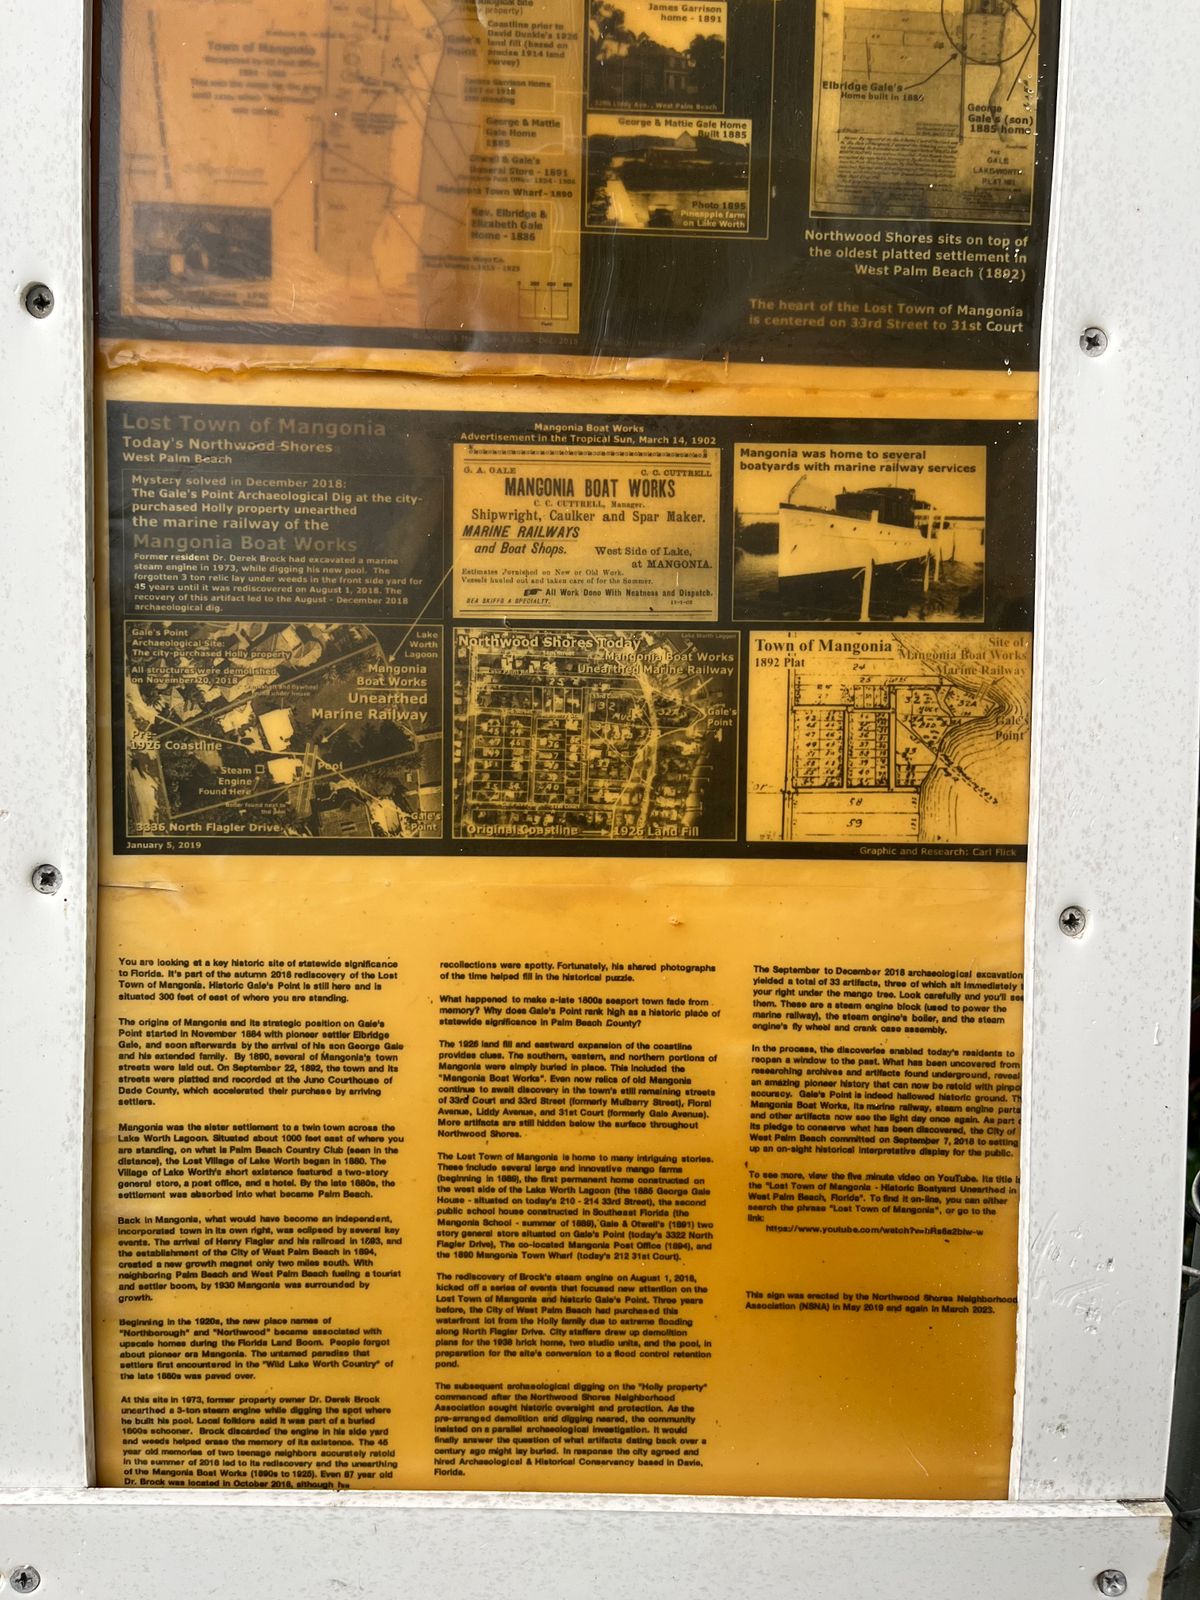 Town of Mangonia
Coastline prior to
David Dunkle's 1926
land fill (based on
precise 1914 land
survey)
James Garrison Home
George & Mattie
Gale Home
1885
General Store - 1891
Mangonia Town Wharf - 1890
Rev. Elbridge &
Elizabeth Gale
Home - 1886
James Garrison
home - 1891
George & Mattie Gale Home
Built 1885
Photo 1895
Pineapple farm
on Lake Worth
Elbridge Gale's
Home built in 1886
George
Gale's (son)
1885 home
THE
GALE
LAKEWORTH
PLAT
Northwood Shores sits on top of
the oldest platted settlement in
West Palm Beach (1892)
The heart of the Lost Town of Mangonia
is centered on 33rd Street to 31st Court
Lost Town of Mangonia
Today's Northwood Shores
West Palm Beach
Mystery solved in December 2018:
The Gale's Point Archaeological Dig at the city-
purchased Holly property unearthed
the marine railway of the
Mangonia Boat Works
Former resident Dr. Derek Brock had excavated a marine
steam engine in 1973, while digging his new pool. The
forgotten 3 ton relic lay under weeds in the front side yard for
45 years until it was rediscovered on August 1, 2018. The
recovery of this artifact led to the August - December 2018
archaeological dig.
Mangonia Boat Works
Advertisement in the Tropical Sun, March 14, 1902
G. A. GALE C. C. CUTTRELL
MANGONIA BOAT WORKS
C. C. CUTTRELL, Manager.
Shipwright, Caulker and Spar Maker.
MARINE RAILWAYS
and Boat Shops. West Side of Lake,
at MANGONIA.
Estimates Furnished on New or Old Work.
Vessels hauled out and taken care of for the Summer.
All Work Done With Neatness and Dispatch.
SEA SKIFFS A SPECIALTY.
Mangonia was home to several
boatyards with marine railway services
Gale's Point
Archaeological Site:
The city-purchased Holly property
All structures were demolished
on November 20, 2018
Lake
Worth
Lagoon
Mangonia
Boat Works
Unearthed
Marine Railway
Pre-
1926 Coastline
Steam
Engine
Found Here
Pool
Gale's
Point
3336 North Flagler Drive
January 5, 2019
Northwood Shores Today
Lake Worth Lagoon
Mangonia Boat Works
Unearthed Marine Railway
Gale's
Point
Original Coastline 1926 Land Fill
Town of Mangonia
1892 Plat
Site of
Mangonia Boat Works
Marine Railway
Gale's
Point
58
59
Graphic and Research: Carl Flick
You are looking at a key historic site of statewide significance
to Florida. It's part of the autumn 2018 rediscovery of the Lost
Town of Mangonia. Historic Gale's Point is still here and is
situated 300 feet of east of where you are standing.
The origins of Mangonia and its strategic position on Gale's
Point started in November 1884 with pioneer settler Elbridge
Gale, and soon afterwards by the arrival of his son George Gale
and his extended family. By 1890, several of Mangonia's town
streets were laid out. On September 22, 1892, the town and its
streets were platted and recorded at the Juno Courthouse of
Dade County, which accelerated their purchase by arriving
settlers.
Mangonia was the sister settlement to a twin town across the
Lake Worth Lagoon. Situated about 1000 feet east of where you
are standing, on what is Palm Beach Country Club (seen in the
distance), the Lost Village of Lake Worth began in 1880. The
Village of Lake Worth's short existence featured a two-story
general store, a post office, and a hotel. By the late 1880s, the
settlement was absorbed into what became Palm Beach.
Back in Mangonia, what would have become an independent,
incorporated town in its own right, was eclipsed by several key
events. The arrival of Henry Flagler and his railroad in 1893, and
the establishment of the City of West Palm Beach in 1894,
created a new growth magnet only two miles south. With
neighboring Palm Beach and West Palm Beach fueling a tourist
and settler boom, by 1930 Mangonia was surrounded by
growth.
Beginning in the 1920s, the new place names of
"Northborough" and "Northwood" became associated with
upscale homes during the Florida Land Boom. People forgot
about pioneer era Mangonia. The untamed paradise that
settlers first encountered in the "Wild Lake Worth Country" of
the late 1880s was paved over.
At this site in 1973, former property owner Dr. Derek Brock
unearthed a 3-ton steam engine while digging the spot where
he built his pool. Local folklore said it was part of a buried
1800s schooner. Brock discarded the engine in his side yard
and weeds helped erase the memory of its existence. The 45
year old memories of two teenage neighbors accurately retold
in the summer of 2018 led to its rediscovery and the unearthing
of the Mangonia Boat Works (1890s to 1925). Even 87 year old
Dr. Brock was located in October 2018, although his
recollections were spotty. Fortunately, his shared photographs
of the time helped fill in the historical puzzle.
What happened to make a-late 1800s seaport town fade from
memory? Why does Gale's Point rank high as a historic place of
statewide significance in Palm Beach County?
The 1926 land fill and eastward expansion of the coastline
provides clues. The southern, eastern, and northern portions of
Mangonia were simply buried in place. This included the
"Mangonia Boat Works". Even now relics of old Mangonia
continue to await discovery in the town's still remaining streets
of 33rd Court and 33rd Street (formerly Mulberry Street), Floral
Avenue, Liddy Avenue, and 31st Court (formerly Gale Avenue).
More artifacts are still hidden below the surface throughout
Northwood Shores.
The Lost Town of Mangonia is home to many intriguing stories.
These include several large and innovative mango farms
(beginning in 1889), the first permanent home constructed on
the west side of the Lake Worth Lagoon (the 1885 George Gale
House - situated on today's 210 - 214 33rd Street), the second
public school house constructed in Southeast Florida (the
Mangonia School - summer of 1889), Gale & Otwell's (1891) two
story general store situated on Gale's Point (today's 3322 North
Flagler Drive), The co-located Mangonia Post Office (1894), and
the 1890 Mangonia Town Wharf (today's 212 31st Court).
The rediscovery of Brock's steam engine on August 1, 2018,
kicked off a series of events that focused new attention on the
Lost Town of Mangonia and historic Gale's Point. Three years
before, the City of West Palm Beach had purchased this
waterfront lot from the Holly family due to extreme flooding
along North Flagler Drive. City staffers drew up demolition
plans for the 1938 brick home, two studio units, and the pool, in
preparation for the site's conversion to a flood control retention
pond.
The subsequent archaeological digging on the "Holly property"
commenced after the Northwood Shores Neighborhood
Association sought historic oversight and protection. As the
pre-arranged demolition and digging neared, the community
insisted on a parallel archaeological investigation. It would
finally answer the question of what artifacts dating back over a
century ago might lay buried. In response the city agreed and
hired Archaeological & Historical Conservancy based in Davie,
Florida.
The September to December 2018 archaeological excavation
yielded a total of 33 artifacts, three of which sit immediately t
your right under the mango tree. Look carefully and you'll see
them. These are a steam engine block (used to power the
marine railway), the steam engine's boiler, and the steam
engine's fly wheel and crank case assembly.
In the process, the discoveries enabled today's residents to
reopen a window to the past. What has been uncovered from
researching archives and artifacts found underground, reveal
an amazing pioneer history that can now be retold with pinpo
accuracy. Gale's Point is indeed hallowed historic ground. Th
Mangonia Boat Works, its marine railway, steam engine parts
and other artifacts now see the light day once again. As part o
its pledge to conserve what has been discovered, the City of
West Palm Beach committed on September 7, 2018 to setting
up an on-sight historical interpretative display for the public.
To see more, view the five minute video on YouTube. Its title i
the "Lost Town of Mangonia - Historic Boatyard Unearthed in
West Palm Beach, Florida". To find it on-line, you can either
search the phrase "Lost Town of Mangonia", or go to the
link:
https://www.youtube.com/watch?v=bRs6a2biw-w
This sign was erected by the Northwood Shores Neighborhood
Association (NSNA) in May 2019 and again in March 2023.